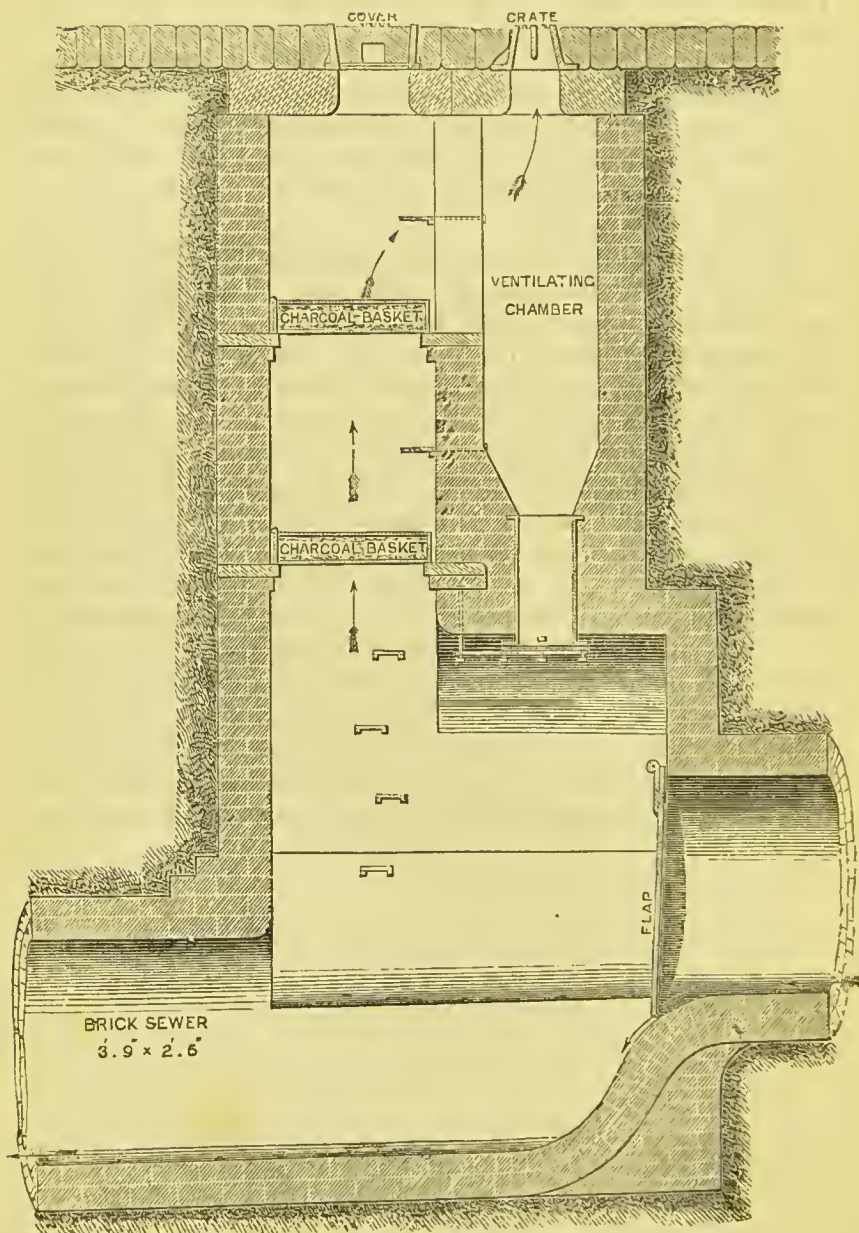 COVER
CRATE
VENTILATING
CHAMBER
CHARCOAL-BASKET
CHARCOAL-BASKET
FLAP
BRICK SEWER
3'.9" × 2'.6"